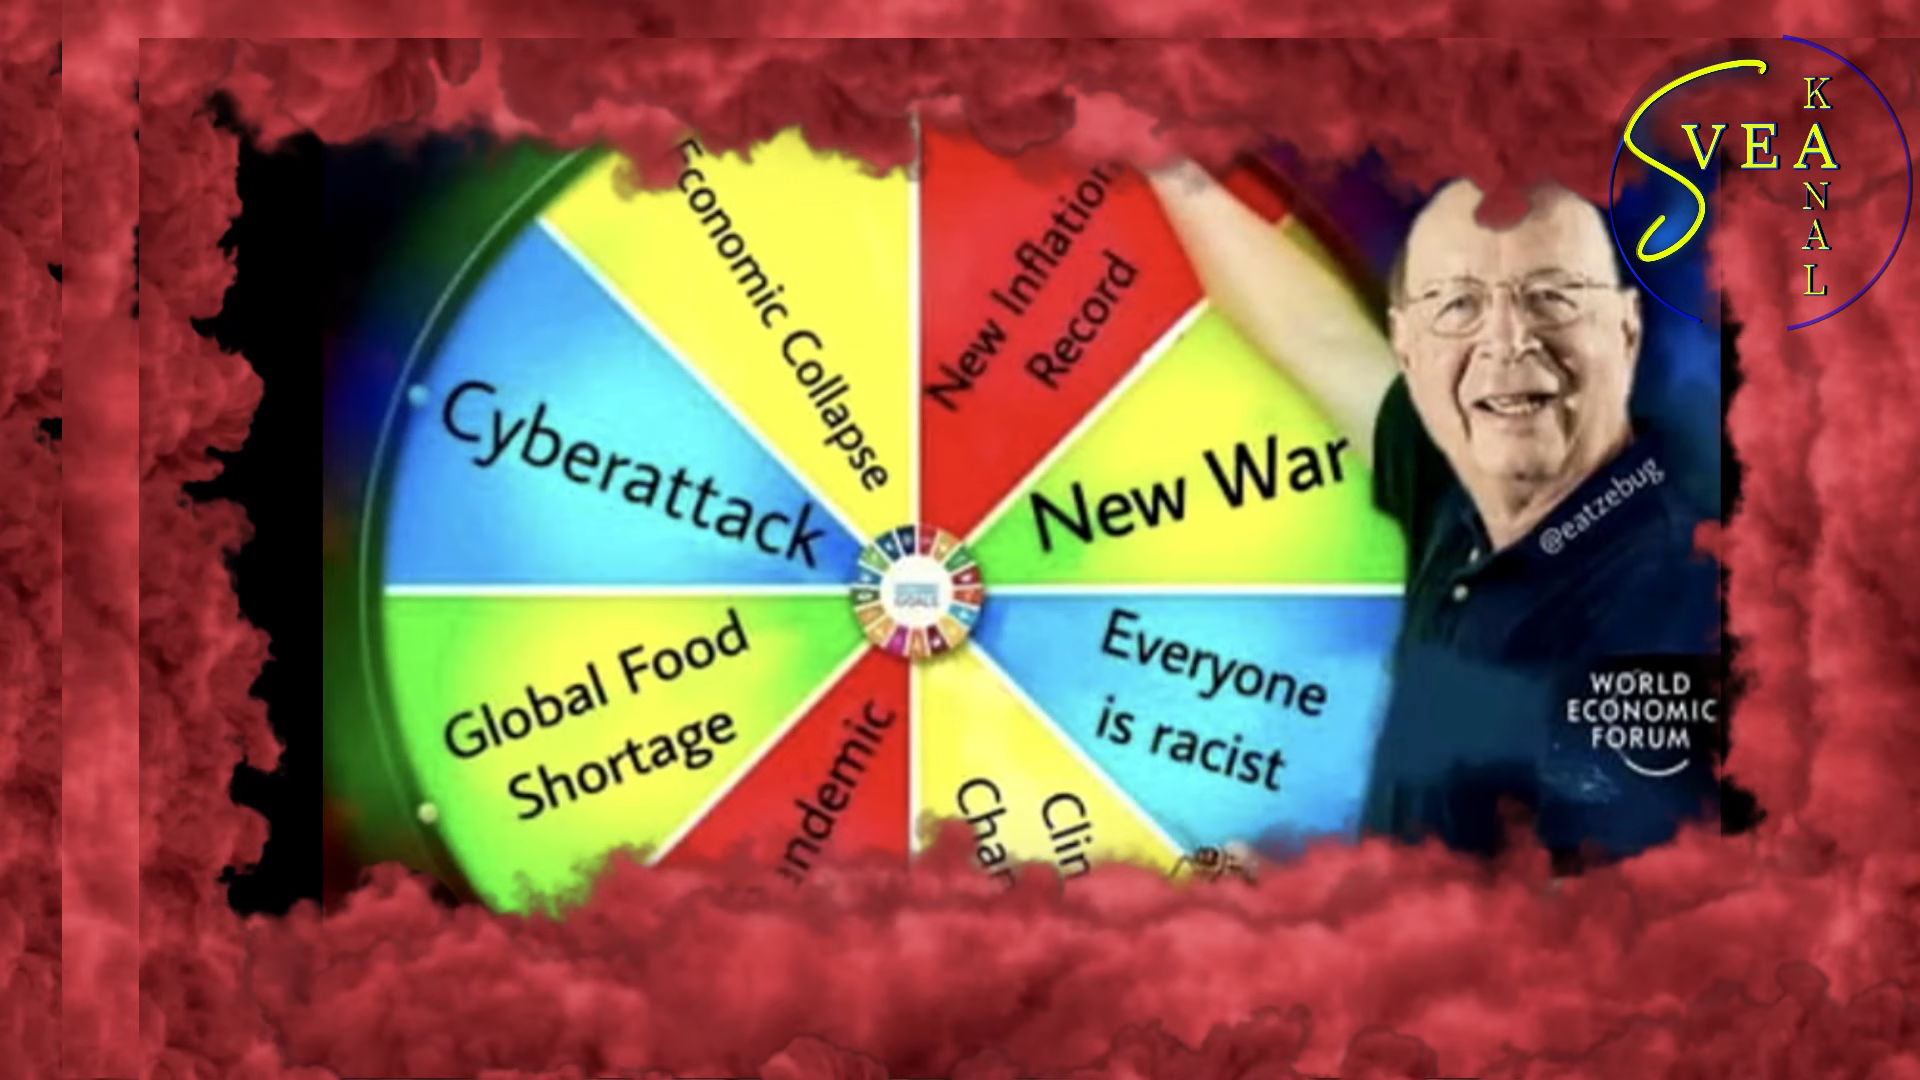 SVEA
KANAL
Economic Collapse
New Inflation
Record
Cyberattack
New War
@eatzebug
GOALS
Global Food
Shortage
Everyone
is racist
WORLD
ECONOMIC
FORUM